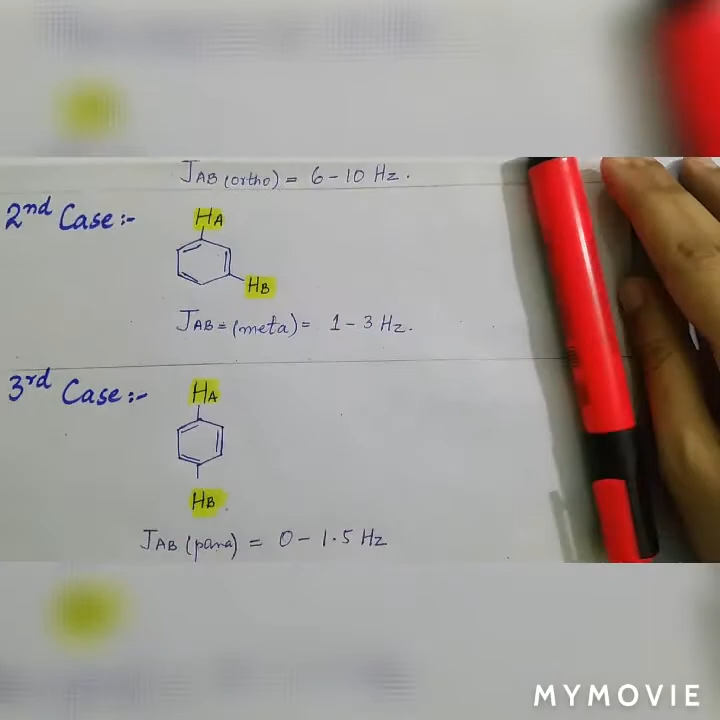 JAB (ortho) = 6 - 10 Hz.
2nd Case:-
HA
HB
JAB = (meta) = 1 - 3 Hz.
3rd Case:-
HA
HB
JAB (para) = 0 - 1.5 Hz
MYMOVIE